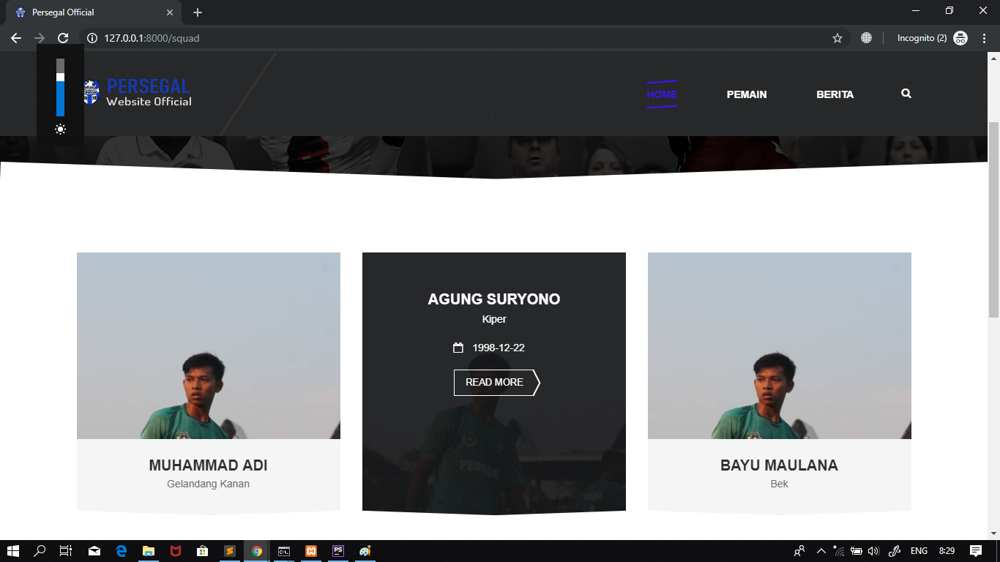 Persegal Official
127.0.0.1:8000/squad
Incognito (2)
PERSEGAL
Website Official
HOME
PEMAIN
BERITA
AGUNG SURYONO
Kiper
1998-12-22
READ MORE
PERSEGAL
MUHAMMAD ADI
Gelandang Kanan
BAYU MAULANA
Bek
PS
ENG
8:29